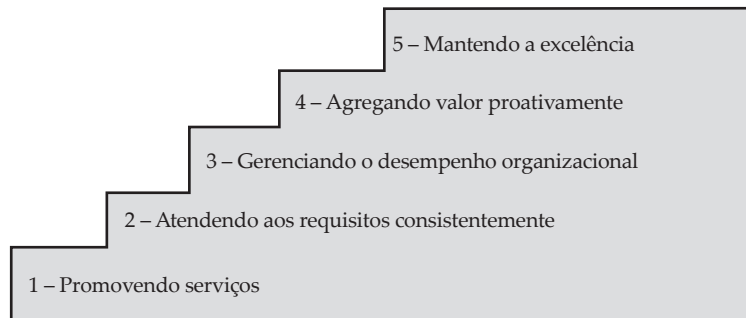 5 – Mantendo a excelência
4 – Agregando valor proativamente
3 – Gerenciando o desempenho organizacional
2 – Atendendo aos requisitos consistentemente
1 – Promovendo serviços